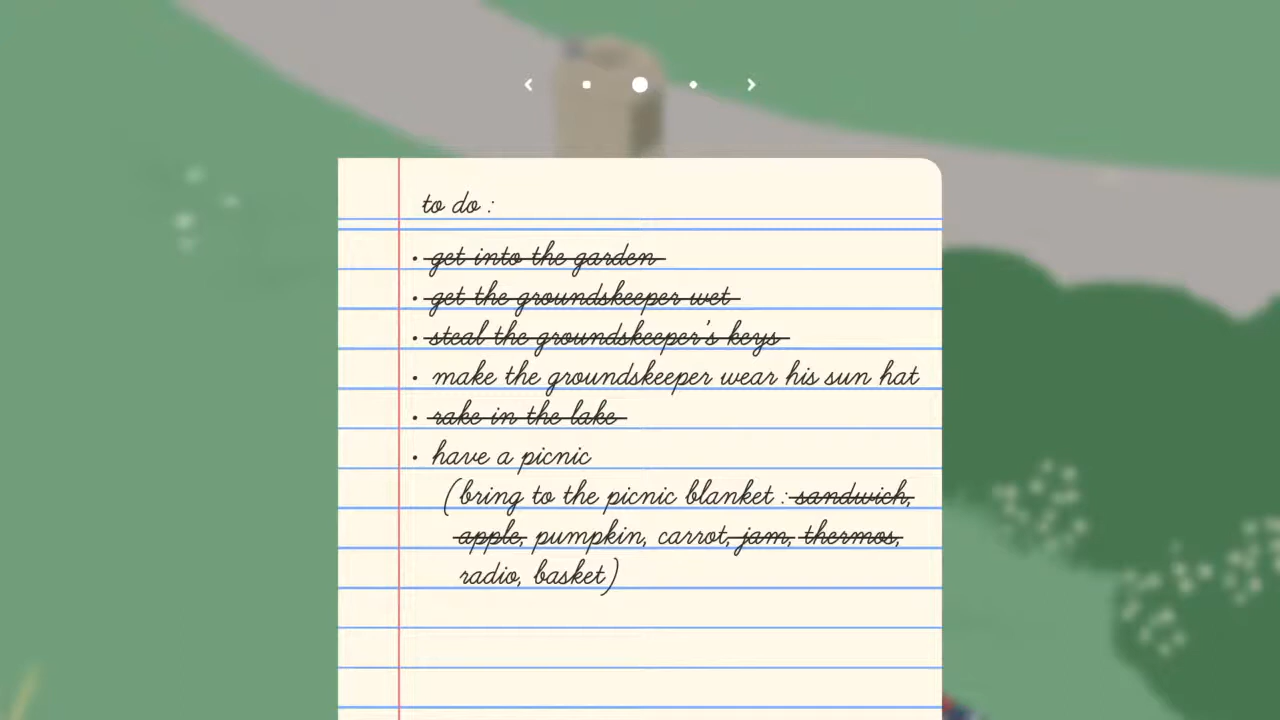 to do :
• get into the garden
• get the groundskeeper wet
• steal the groundskeeper's keys
• make the groundskeeper wear his sun hat
• rake in the lake
• have a picnic
(bring to the picnic blanket : sandwich,
apple, pumpkin, carrot, jam, thermos,
radio, basket)